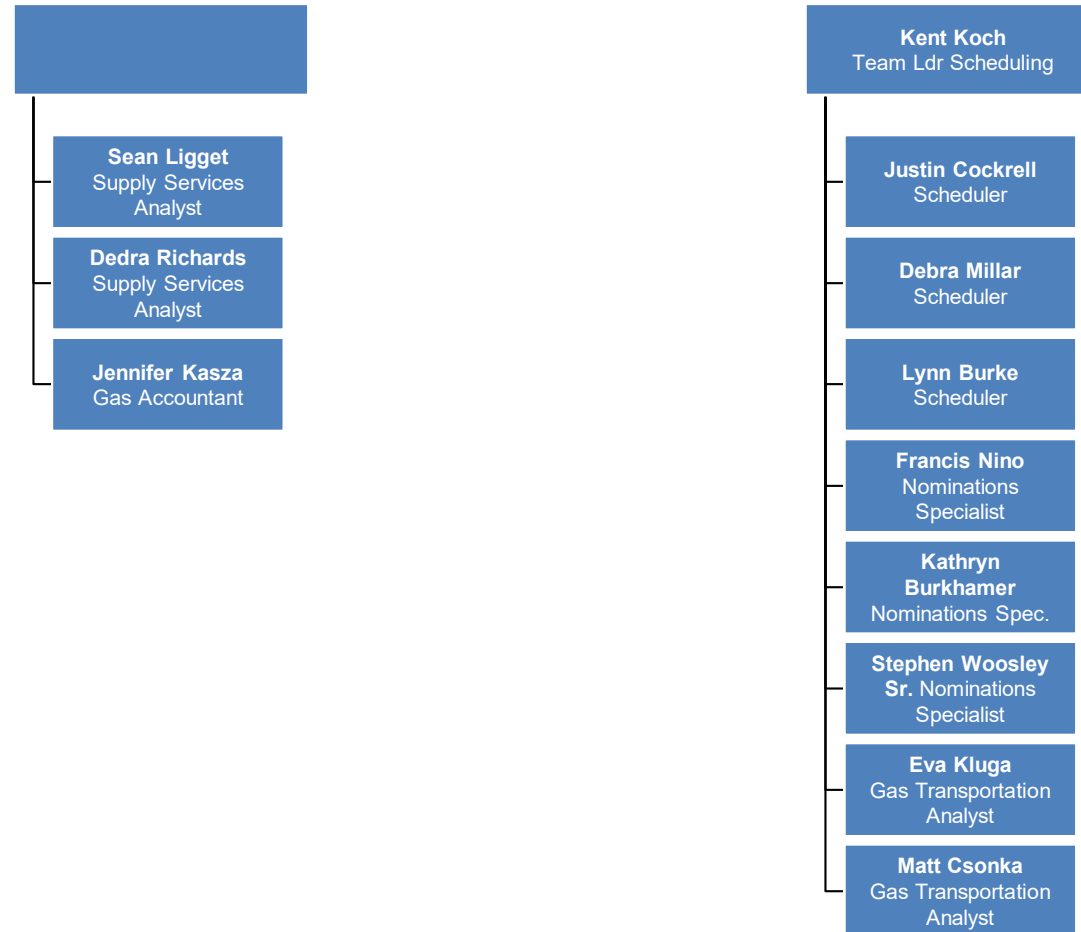 Sean Ligget
Supply Services
Analyst
Dedra Richards
Supply Services
Analyst
Jennifer Kasza
Gas Accountant
Kent Koch
Team Ldr Scheduling
Justin Cockrell
Scheduler
Debra Millar
Scheduler
Lynn Burke
Scheduler
Francis Nino
Nominations
Specialist
Kathryn
Burkhamer
Nominations Spec.
Stephen Woosley
Sr. Nominations
Specialist
Eva Kluga
Gas Transportation
Analyst
Matt Csonka
Gas Transportation
Analyst